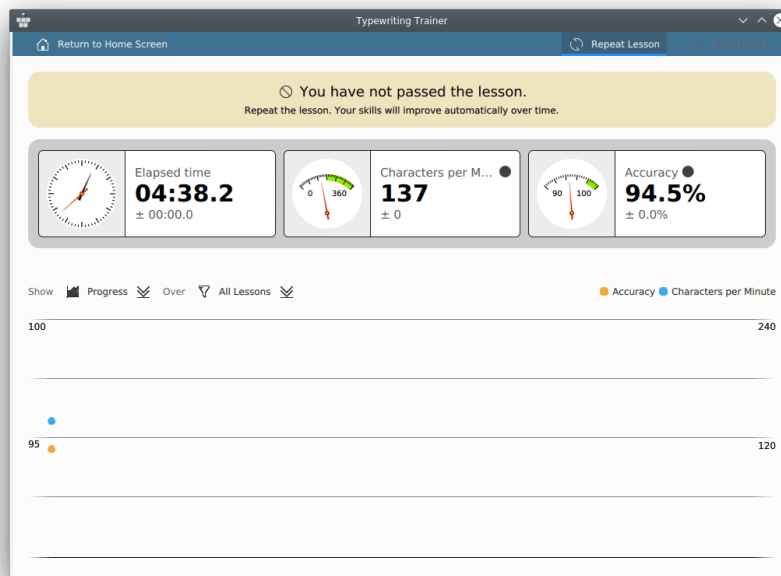 Typewriting Trainer
Return to Home Screen
Repeat Lesson
New Lesson
You have not passed the lesson.
Repeat the lesson. Your skills will improve automatically over time.
Elapsed time
04:38.2
± 00:00.0
0 360
Characters per M...
137
± 0
90 100
Accuracy
94.5%
± 0.0%
Show Progress Over All Lessons
Accuracy Characters per Minute
100 240
95 120